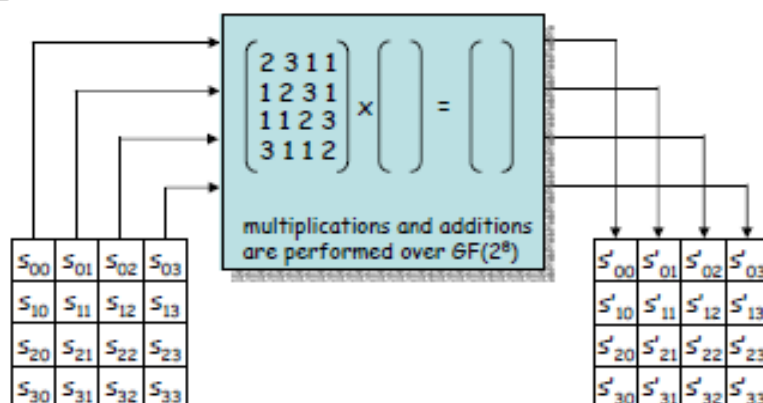 2 3 1 1
1 2 3 1 × =
1 1 2 3
3 1 1 2
multiplications and additions
are performed over GF(2⁸)
s₀₀ s₀₁ s₀₂ s₀₃ s'₀₀ s'₀₁ s'₀₂ s'₀₃
s₁₀ s₁₁ s₁₂ s₁₃ s'₁₀ s'₁₁ s'₁₂ s'₁₃
s₂₀ s₂₁ s₂₂ s₂₃ s'₂₀ s'₂₁ s'₂₂ s'₂₃
s₃₀ s₃₁ s₃₂ s₃₃ s'₃₀ s'₃₁ s'₃₂ s'₃₃